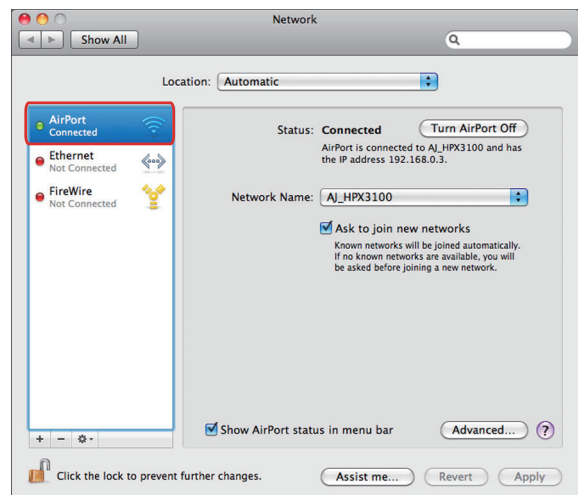 Network
Show All
Location: Automatic
AirPort
Connected
Ethernet
Not Connected
FireWire
Not Connected
Status: Connected
Turn AirPort Off
AirPort is connected to AJ_HPX3100 and has
the IP address 192.168.0.3.
Network Name: AJ_HPX3100
Ask to join new networks
Known networks will be joined automatically.
If no known networks are available, you will
be asked before joining a new network.
Show AirPort status in menu bar
Advanced...
?
Click the lock to prevent further changes.
Assist me...
Revert
Apply